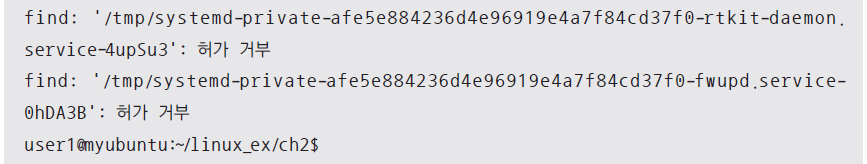 find: '/tmp/systemd-private-afe5e884236d4e96919e4a7f84cd37f0-rtkit-daemon.
service-4upSu3': 허가 거부
find: '/tmp/systemd-private-afe5e884236d4e96919e4a7f84cd37f0-fwupd.service-
0hDA3B': 허가 거부
user1@myubuntu:~/linux_ex/ch2$